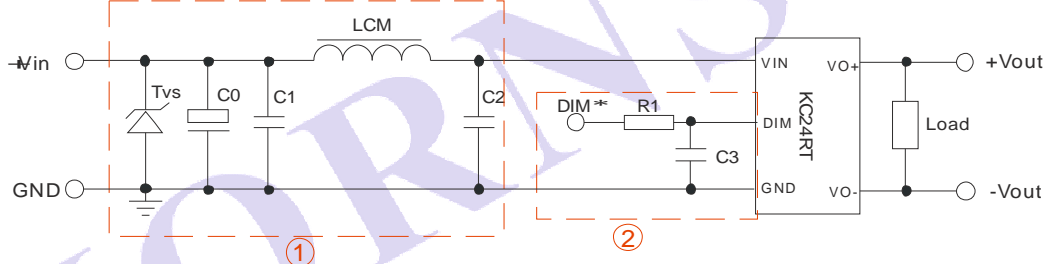 LCM
+Vin
+Vout
VIN
VO+
Tvs
C0
C1
C2
DIM**
R1
DIM
KC24RT
Load
C3
GND
GND
VO-
-Vout
①
②
ORNS